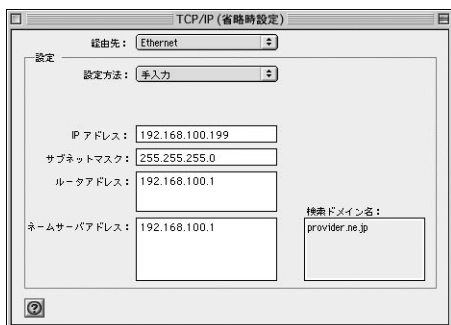 TCP/IP (省略時設定)
経由先： Ethernet
設定
設定方法： 手入力
IP アドレス： 192.168.100.199
サブネットマスク： 255.255.255.0
ルータアドレス： 192.168.100.1
検索ドメイン名：
ネームサーバアドレス： 192.168.100.1
provider.ne.jp
?